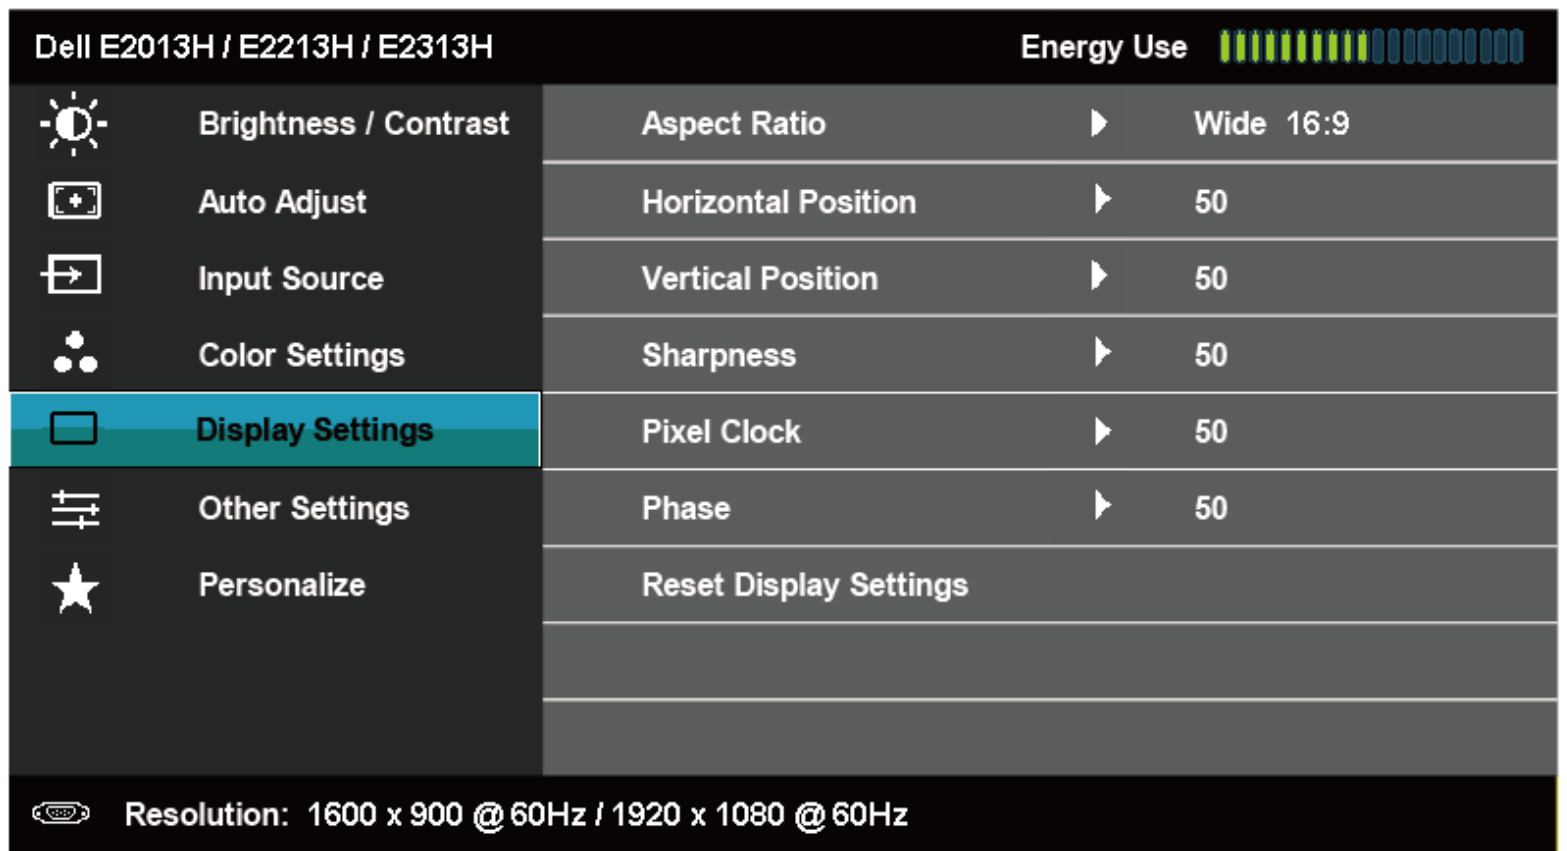 Dell E2013H / E2213H / E2313H Energy Use
Brightness / Contrast Aspect Ratio Wide 16:9
Auto Adjust Horizontal Position 50
Input Source Vertical Position 50
Color Settings Sharpness 50
Display Settings Pixel Clock 50
Other Settings Phase 50
Personalize Reset Display Settings
Resolution: 1600 x 900 @ 60Hz / 1920 x 1080 @ 60Hz